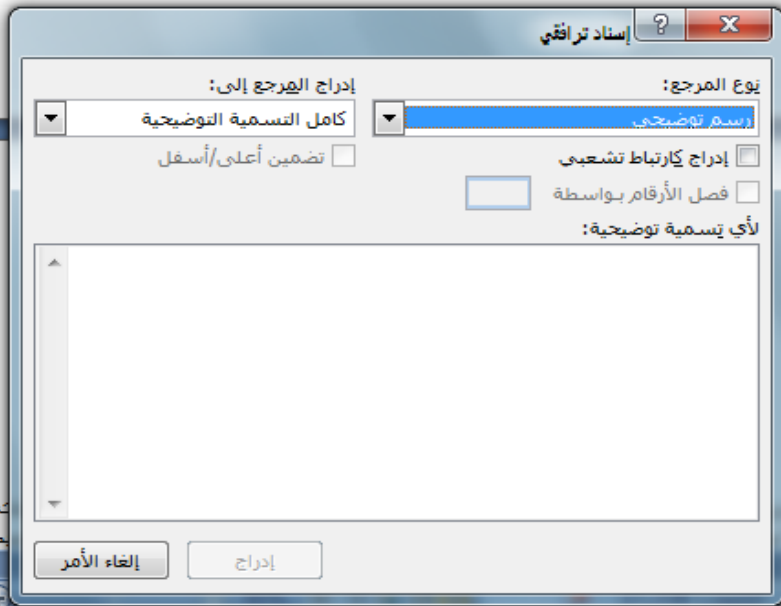 إسناد ترافقي
نوع المرجع:
إدراج المرجع إلى:
رسم توضيحي
كامل التسمية التوضيحية
إدراج كارتباط تشعبي
تضمين أعلى/أسفل
فصل الأرقام بواسطة
لأي تسمية توضيحية:
إدراج
إلغاء الأمر